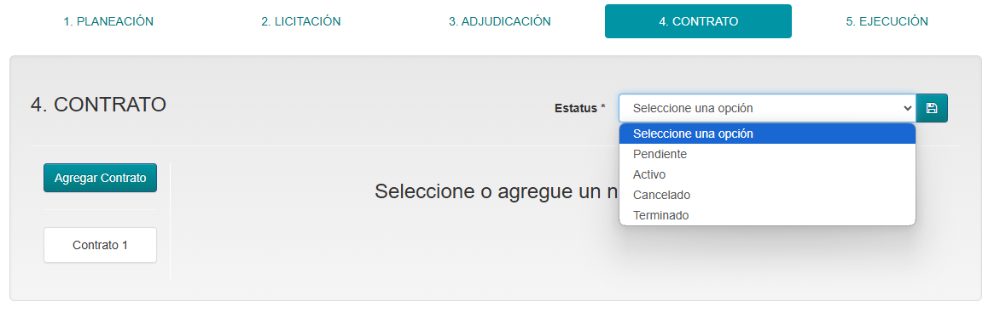 1. PLANEACIÓN
2. LICITACIÓN
3. ADJUDICACIÓN
4. CONTRATO
5. EJECUCIÓN
4. CONTRATO
Estatus *
Seleccione una opción
Seleccione una opción
Pendiente
Activo
Cancelado
Terminado
Agregar Contrato
Seleccione o agregue un
Contrato 1